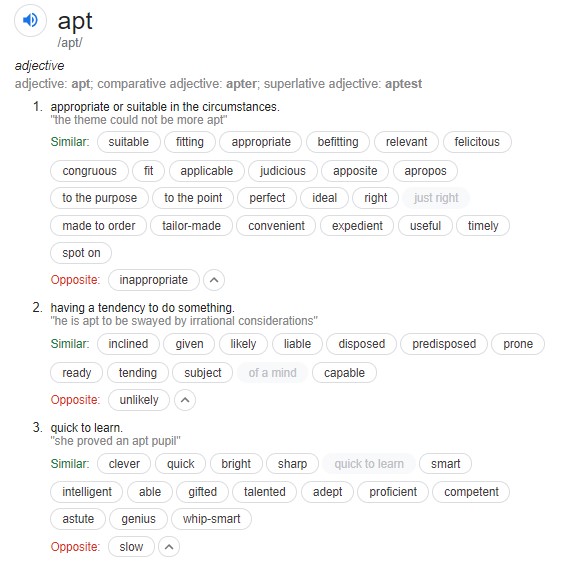 apt
/apt/
adjective
adjective: apt; comparative adjective: apter; superlative adjective: aptest
1. appropriate or suitable in the circumstances.
"the theme could not be more apt"
Similar: suitable fitting appropriate befitting relevant felicitous
congruous fit applicable judicious apposite apropos
to the purpose to the point perfect ideal right just right
made to order tailor-made convenient expedient useful timely
spot on
Opposite: inappropriate
2. having a tendency to do something.
"he is apt to be swayed by irrational considerations"
Similar: inclined given likely liable disposed predisposed prone
ready tending subject of a mind capable
Opposite: unlikely
3. quick to learn.
"she proved an apt pupil"
Similar: clever quick bright sharp quick to learn smart
intelligent able gifted talented adept proficient competent
astute genius whip-smart
Opposite: slow